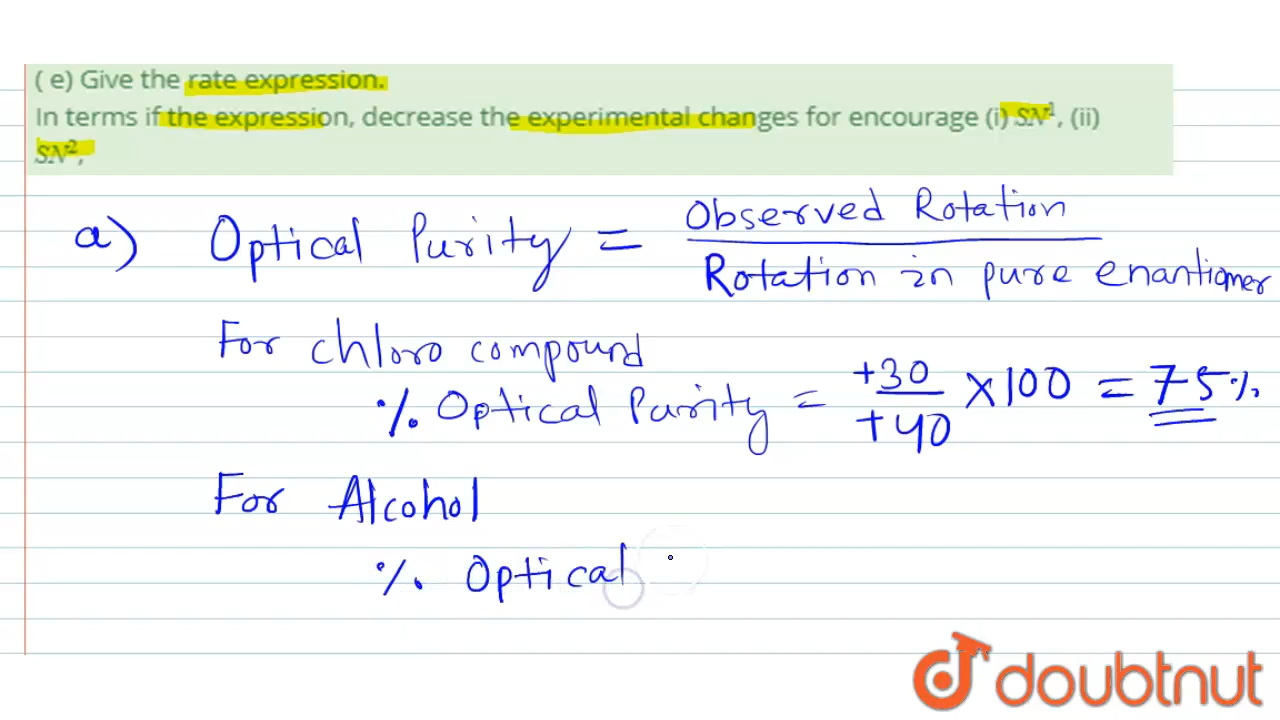 ( e) Give the rate expression.
In terms if the expression, decrease the experimental changes for encourage (i) SN¹, (ii)
SN²,
a) Optical Purity = Observed Rotation / Rotation in pure enantiomer
For chloro compound
% Optical Purity = +30 / +40 × 100 = 75%
For Alcohol
% Optical
doubtnut